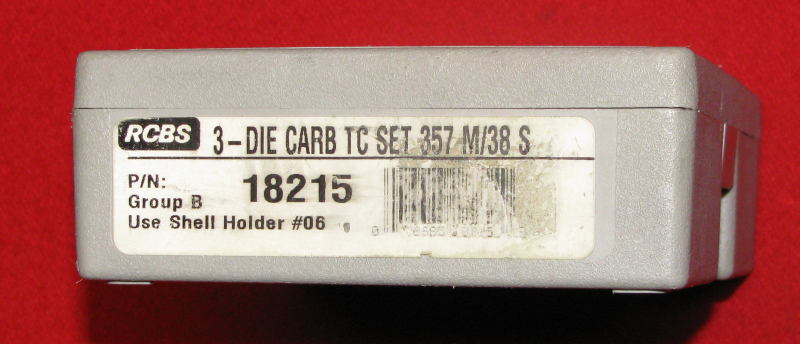 RCBS 3-DIE CARB TC SET 357 M/38 S
P/N: 18215
Group B
Use Shell Holder #06